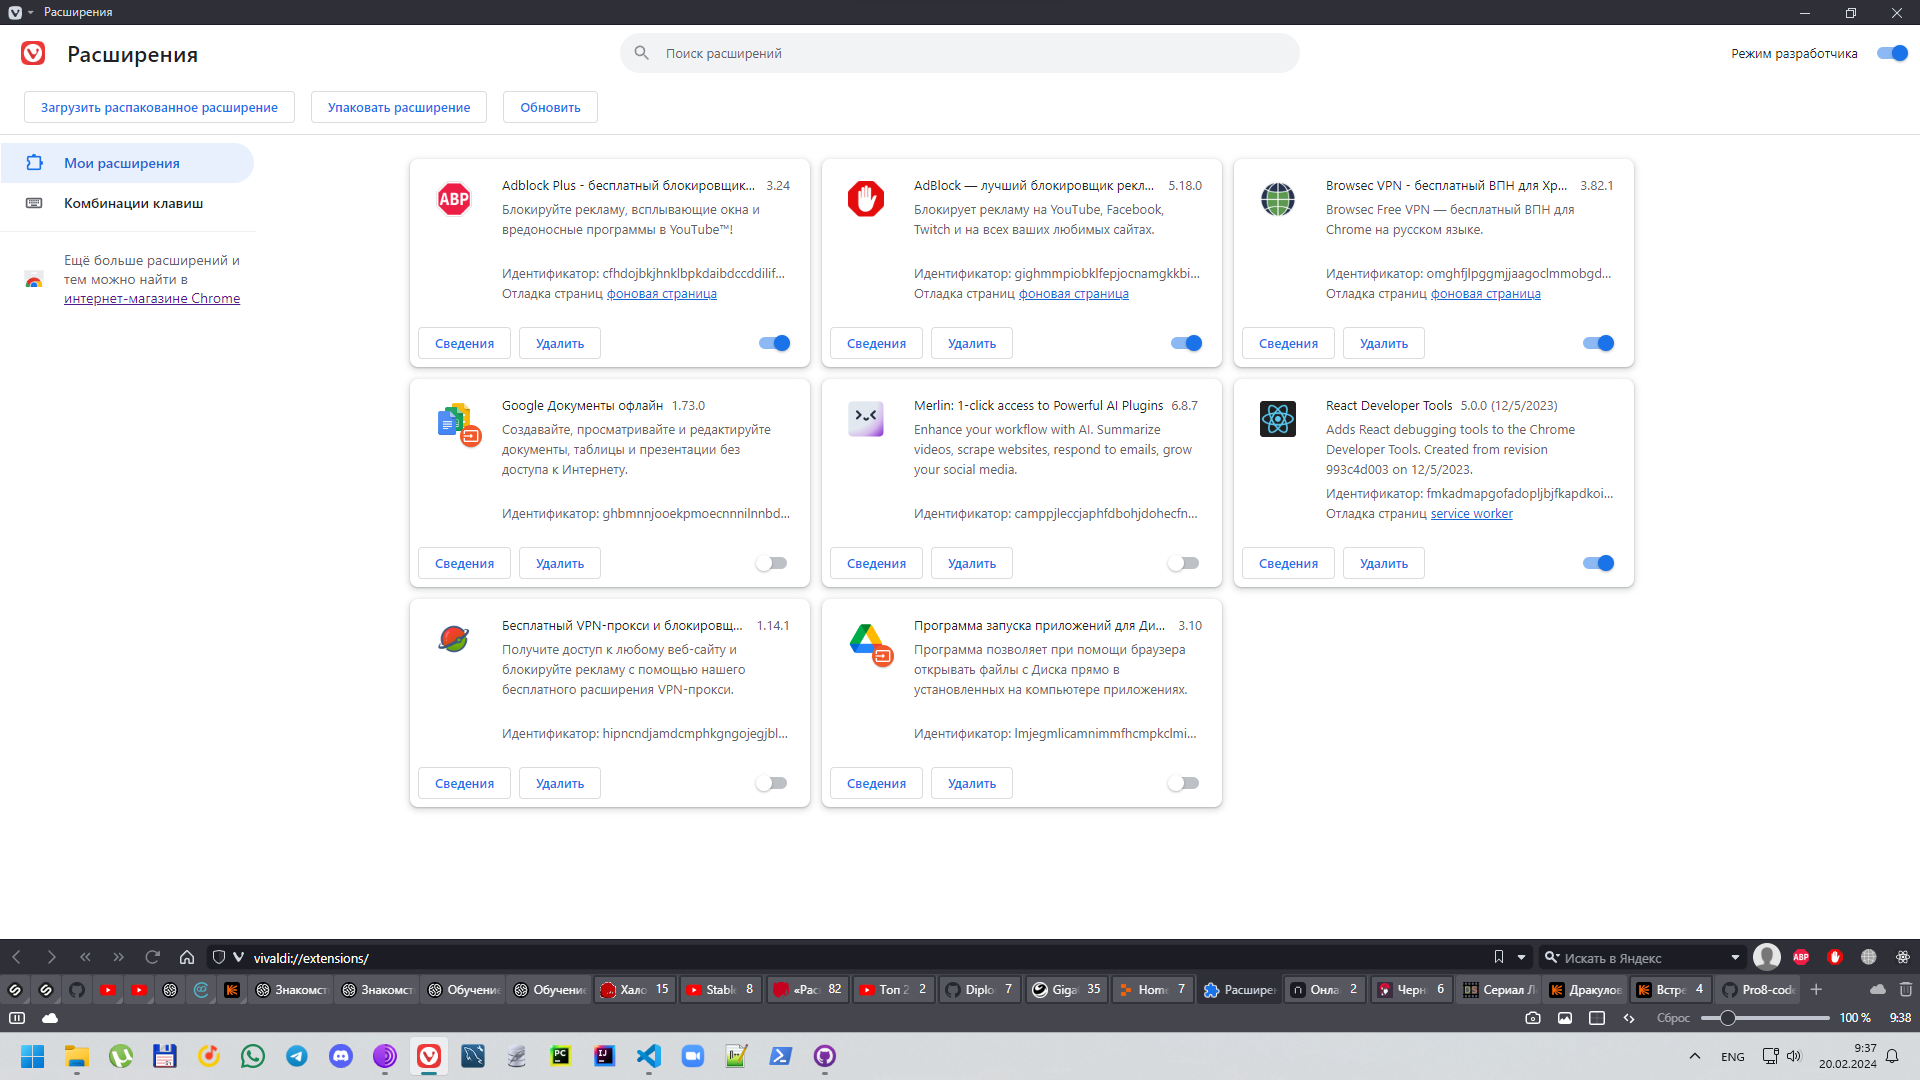 Расширения
Расширения
Поиск расширений
Режим разработчика
Загрузить распакованное расширение
Упаковать расширение
Обновить
Мои расширения
Комбинации клавиш
Ещё больше расширений и
тем можно найти в
интернет-магазине Chrome
ABP
Adblock Plus - бесплатный блокировщик... 3.24
Блокируйте рекламу, всплывающие окна и
вредоносные программы в YouTube™!
Идентификатор: cfhdojbkjhnklbpkdaibdccddilif...
Отладка страниц фоновая страница
Сведения
Удалить
AdBlock — лучший блокировщик рекл... 5.18.0
Блокирует рекламу на YouTube, Facebook,
Twitch и на всех ваших любимых сайтах.
Идентификатор: gighmmpiobklfepjocnamgkkbi...
Отладка страниц фоновая страница
Сведения
Удалить
Browsec VPN - бесплатный ВПН для Хр... 3.82.1
Browsec Free VPN — бесплатный ВПН для
Chrome на русском языке.
Идентификатор: omghfjlpggmjjaagoclmmobgd...
Отладка страниц фоновая страница
Сведения
Удалить
Google Документы офлайн 1.73.0
Создавайте, просматривайте и редактируйте
документы, таблицы и презентации без
доступа к Интернету.
Идентификатор: ghbmnnjooekpmoecnnnilnnbd...
Сведения
Удалить
Merlin: 1-click access to Powerful AI Plugins 6.8.7
Enhance your workflow with AI. Summarize
videos, scrape websites, respond to emails, grow
your social media.
Идентификатор: camppjleccjaphfdbohjdohecfn...
Сведения
Удалить
React Developer Tools 5.0.0 (12/5/2023)
Adds React debugging tools to the Chrome
Developer Tools. Created from revision
993c4d003 on 12/5/2023.
Идентификатор: fmkadmapgofadopljbjfkapdkoi...
Отладка страниц service worker
Сведения
Удалить
Бесплатный VPN-прокси и блокировщ... 1.14.1
Получите доступ к любому веб-сайту и
блокируйте рекламу с помощью нашего
бесплатного расширения VPN-прокси.
Идентификатор: hipncndjamdcmphkgngojegjbl...
Сведения
Удалить
Программа запуска приложений для Ди... 3.10
Программа позволяет при помощи браузера
открывать файлы с Диска прямо в
установленных на компьютере приложениях.
Идентификатор: lmjegmlicamnimmfhcmpkclmi...
Сведения
Удалить
vivaldi://extensions/
Искать в Яндекс
ABP
Знакомст
Знакомст
Обучени
Обучени
Хало 15
Stable 8
«Рас 82
Топ 2 2
Diplo 7
Giga 35
Hom 7
Расширен
Онла 2
Черн 6
Сериал Л
Дракулов
Встре 4
Pro8-cod
Сброс
100 %
9:38
PC
IJ
ENG
9:37
20.02.2024